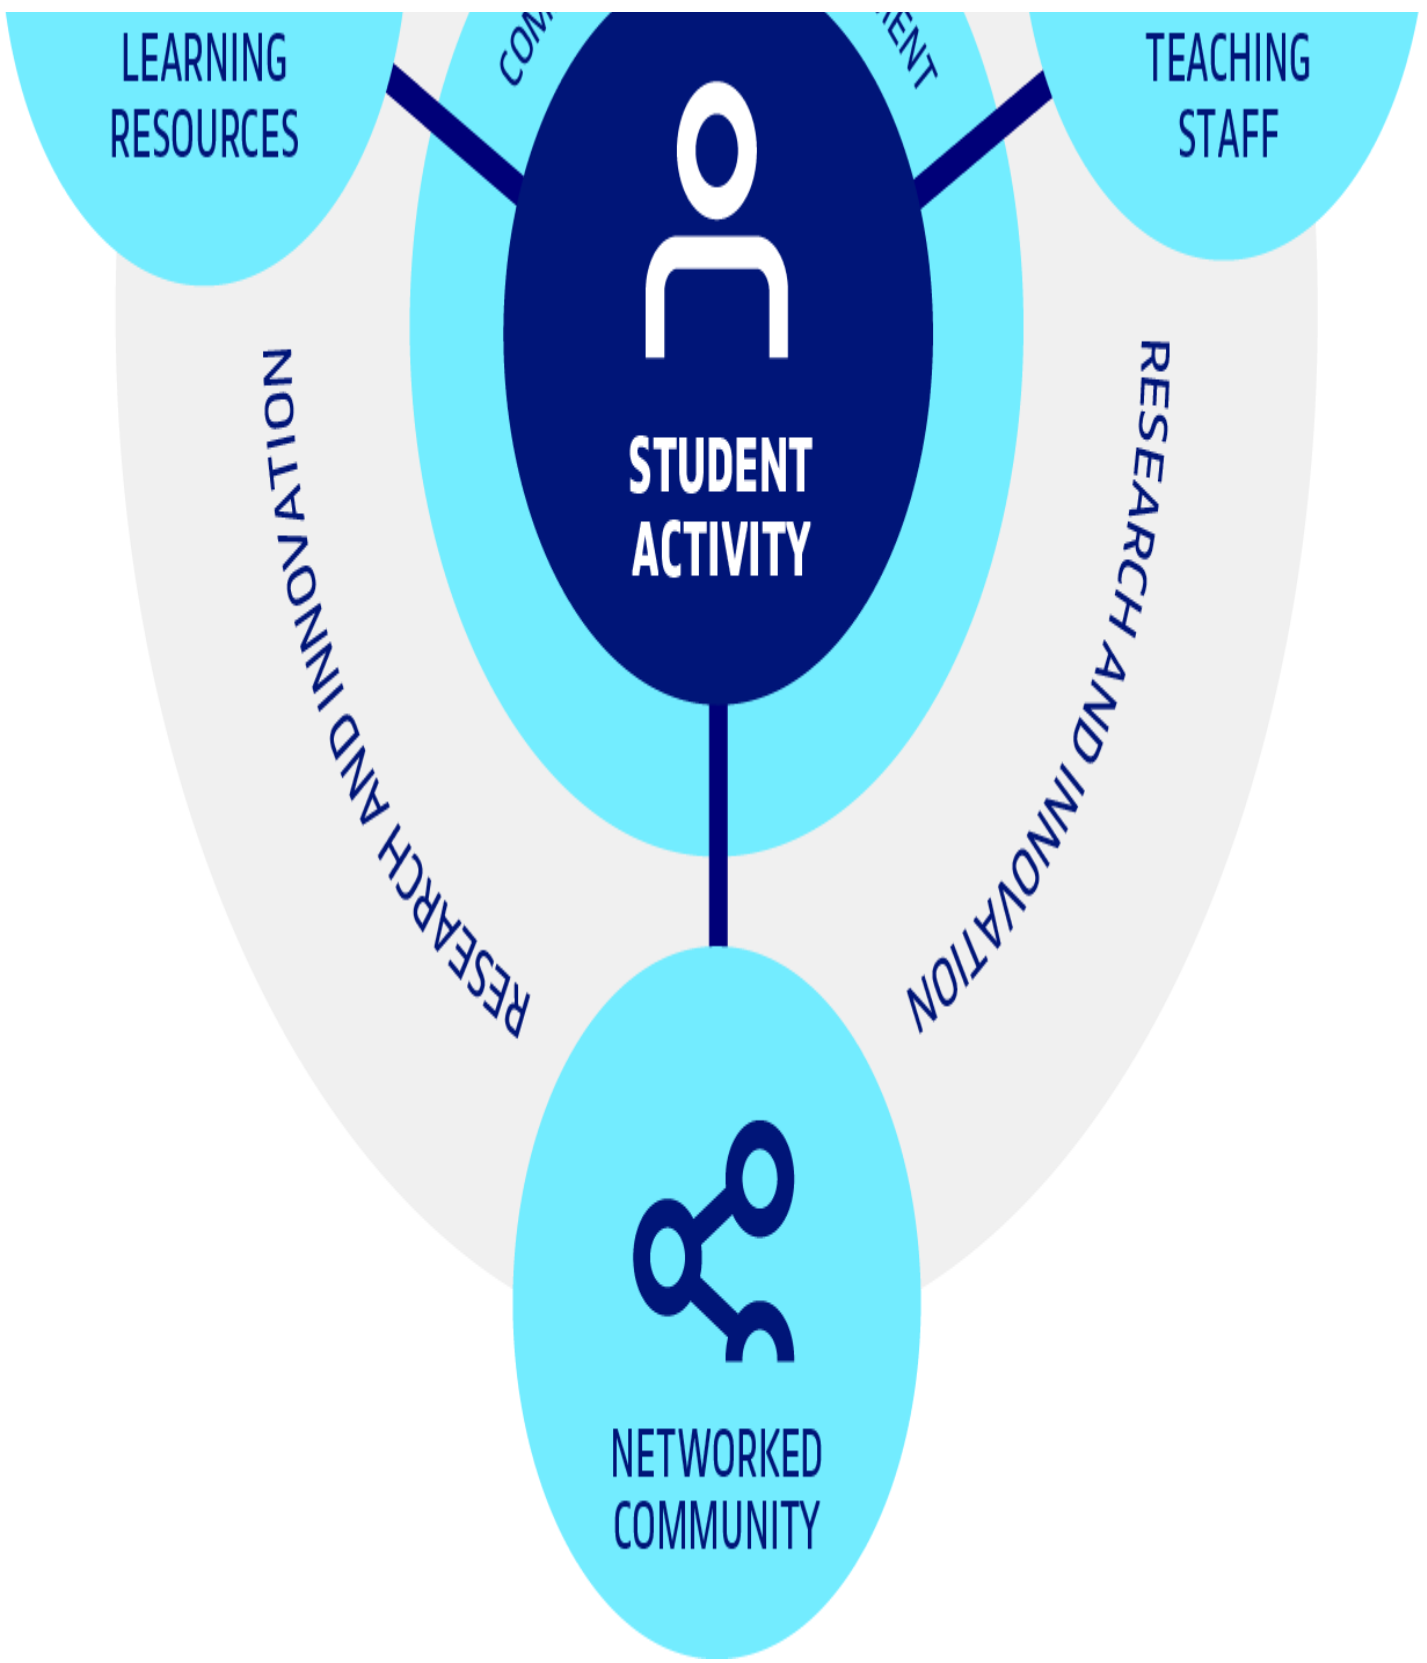 LEARNING
RESOURCES
TEACHING
STAFF
STUDENT
ACTIVITY
RESEARCH AND INNOVATION
RESEARCH AND INNOVATION
NETWORKED
COMMUNITY